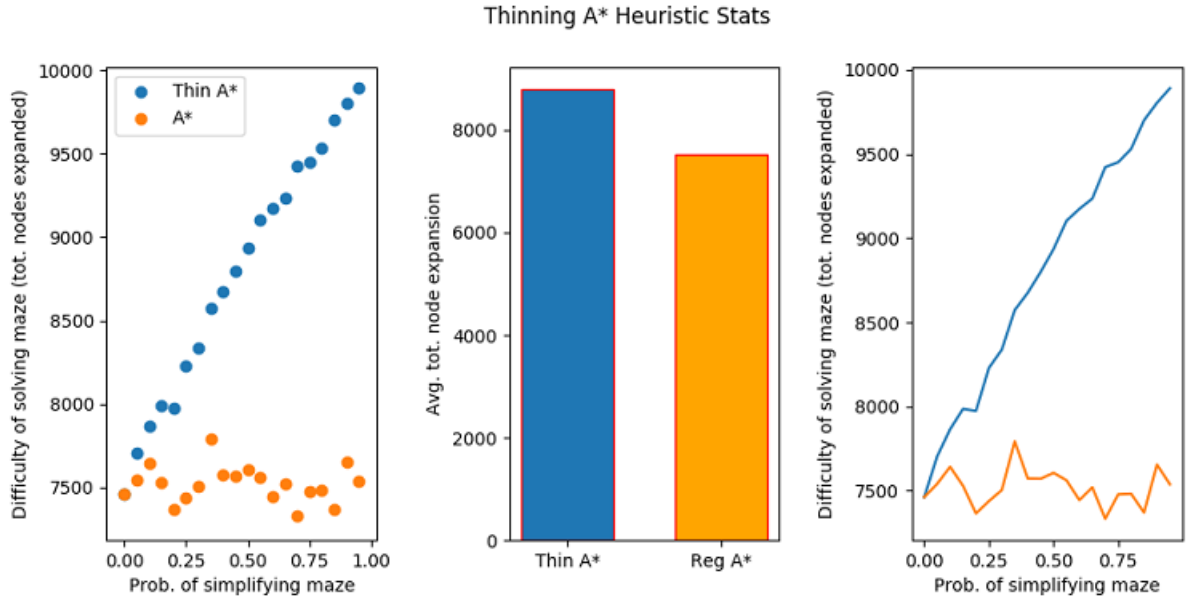 Thinning A* Heuristic Stats
Difficulty of solving maze (tot. nodes expanded)
10000
9500
9000
8500
8000
7500
Thin A*
A*
0.00 0.25 0.50 0.75 1.00
Prob. of simplifying maze
Avg. tot. node expansion
8000
6000
4000
2000
0
Thin A* Reg A*
Difficulty of solving maze (tot. nodes expanded)
10000
9500
9000
8500
8000
7500
0.00 0.25 0.50 0.75
Prob. of simplifying maze